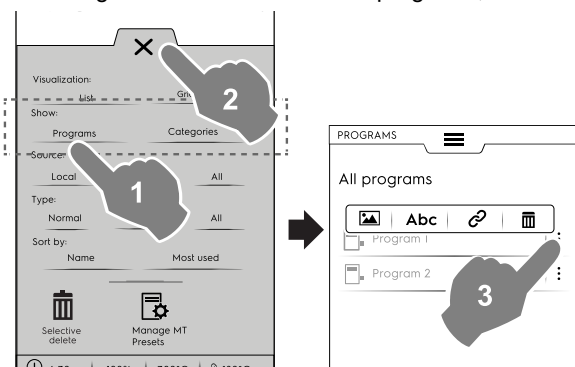 Visualization:
List
Show:
Programs Categories
Source:
Local All
Type:
Normal All
Sort by:
Name Most used
Selective
delete
Manage MT
Presets
1
2
PROGRAMS
All programs
Abc
Program 1
Program 2
3